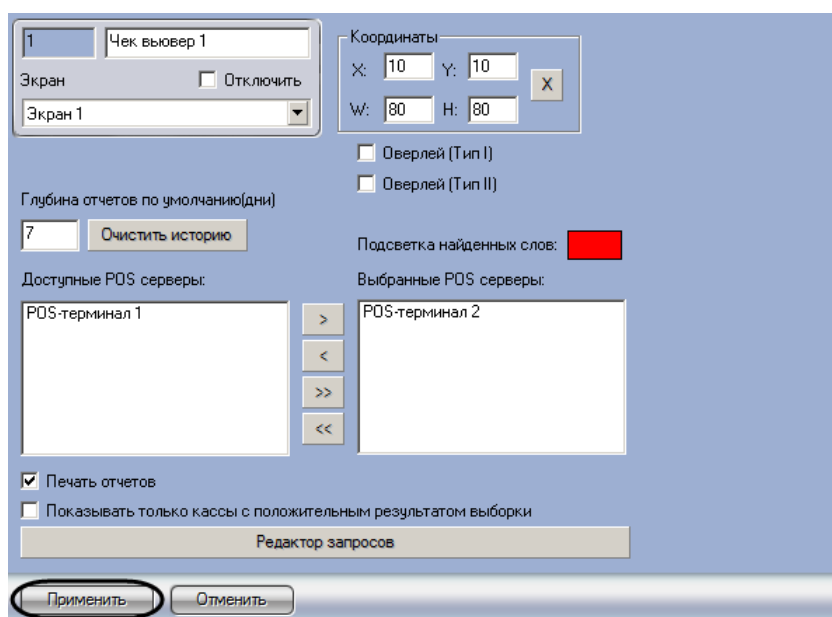 1
Чек вьювер 1
Экран
Отключить
Экран 1
Координаты
X: 10 Y: 10
X
W: 80 H: 80
Оверлей (Тип I)
Оверлей (Тип II)
Глубина отчетов по умолчанию(дни)
7
Очистить историю
Подсветка найденных слов:
Доступные POS серверы:
Выбранные POS серверы:
POS-терминал 1
POS-терминал 2
>
<
>>
<<
Печать отчетов
Показывать только кассы с положительным результатом выборки
Редактор запросов
Применить
Отменить